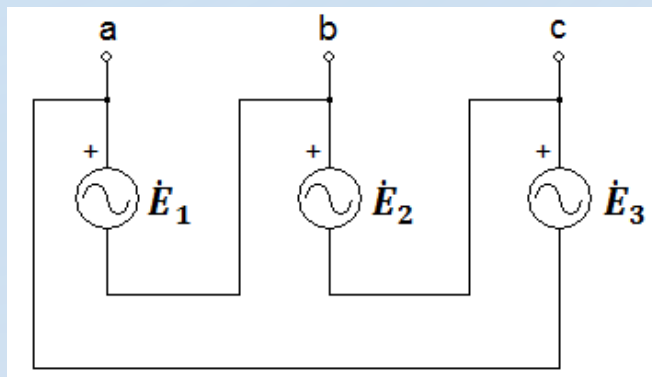 a b c
+ + +
Ė₁ Ė₂ Ė₃